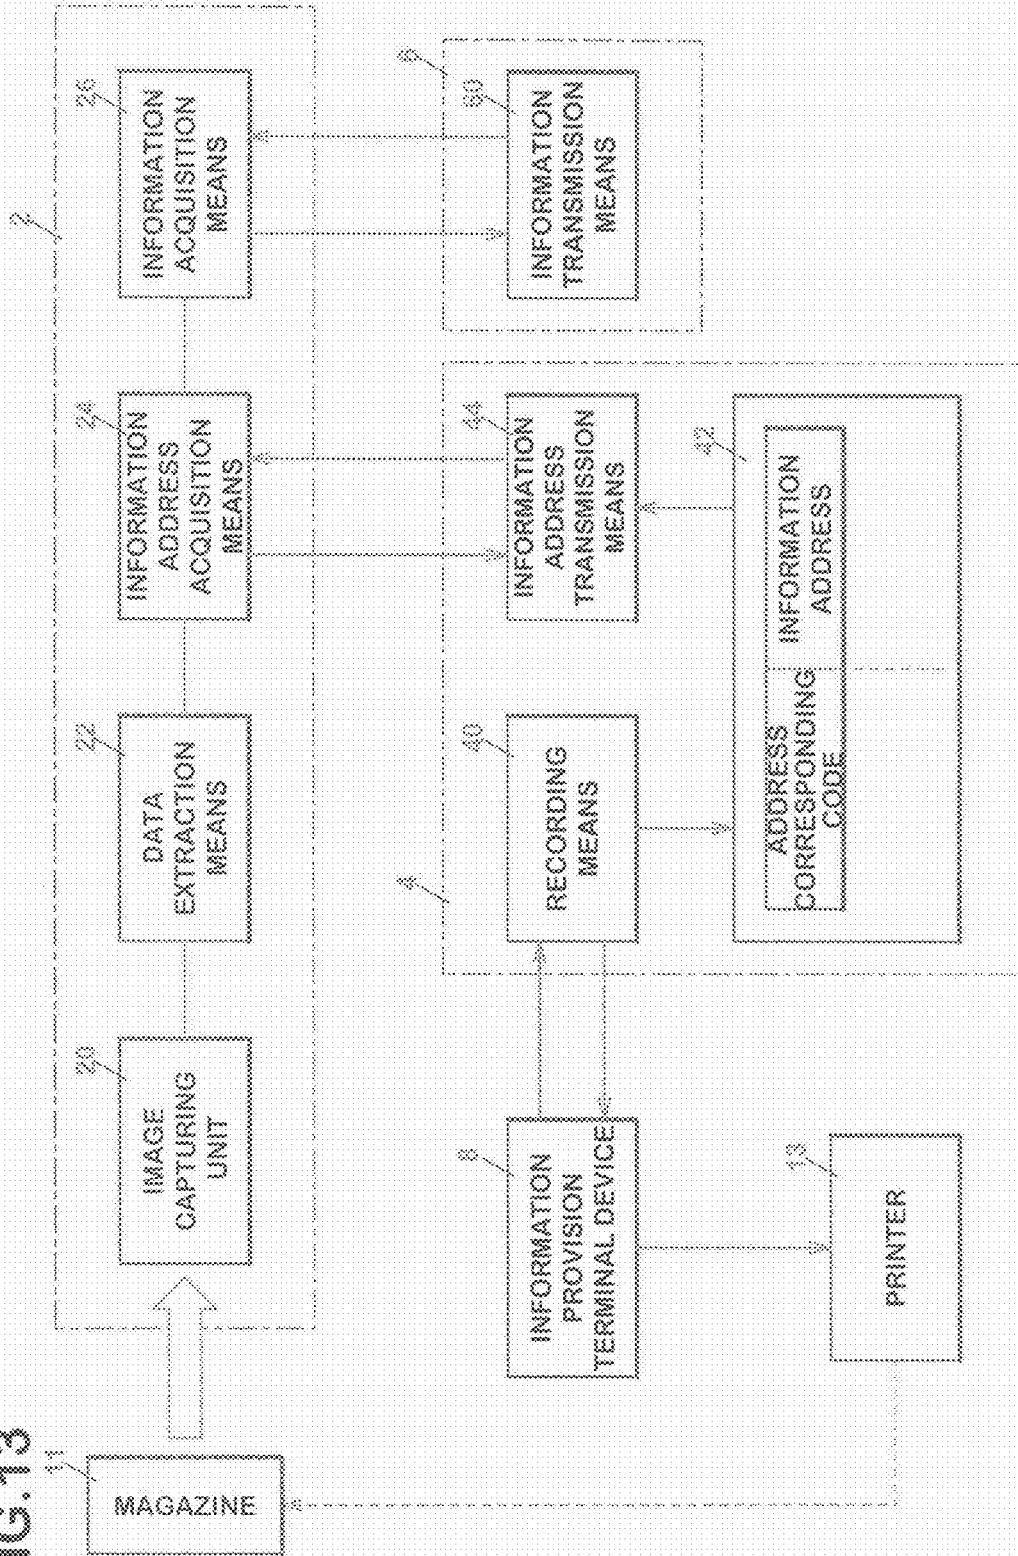 IG.13
11
MAGAZINE
2
20
IMAGE
CAPTURING
UNIT
22
DATA
EXTRACTION
MEANS
24
INFORMATION
ADDRESS
ACQUISITION
MEANS
26
INFORMATION
ACQUISITION
MEANS
8
INFORMATION
PROVISION
TERMINAL DEVICE
4
40
RECORDING
MEANS
44
INFORMATION
ADDRESS
TRANSMISSION
MEANS
6
60
INFORMATION
TRANSMISSION
MEANS
13
PRINTER
42
ADDRESS
CORRESPONDING
CODE
INFORMATION
ADDRESS